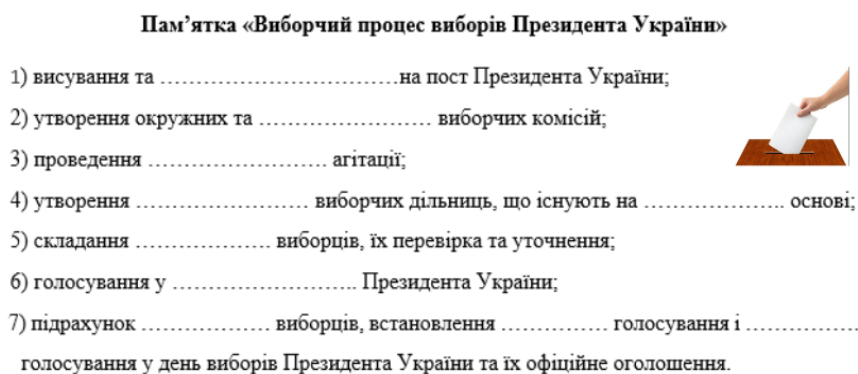 Пам’ятка «Виборчий процес виборів Президента України»
1) висування та ……………………………на пост Президента України;
2) утворення окружних та …………………… виборчих комісій;
3) проведення ……………………. агітації;
4) утворення …………………… виборчих дільниць, що існують на ……………….. основі;
5) складання ………………. виборців, їх перевірка та уточнення;
6) голосування у …………………….. Президента України;
7) підрахунок ……………… виборців, встановлення …………… голосування і …………….
голосування у день виборів Президента України та їх офіційне оголошення.